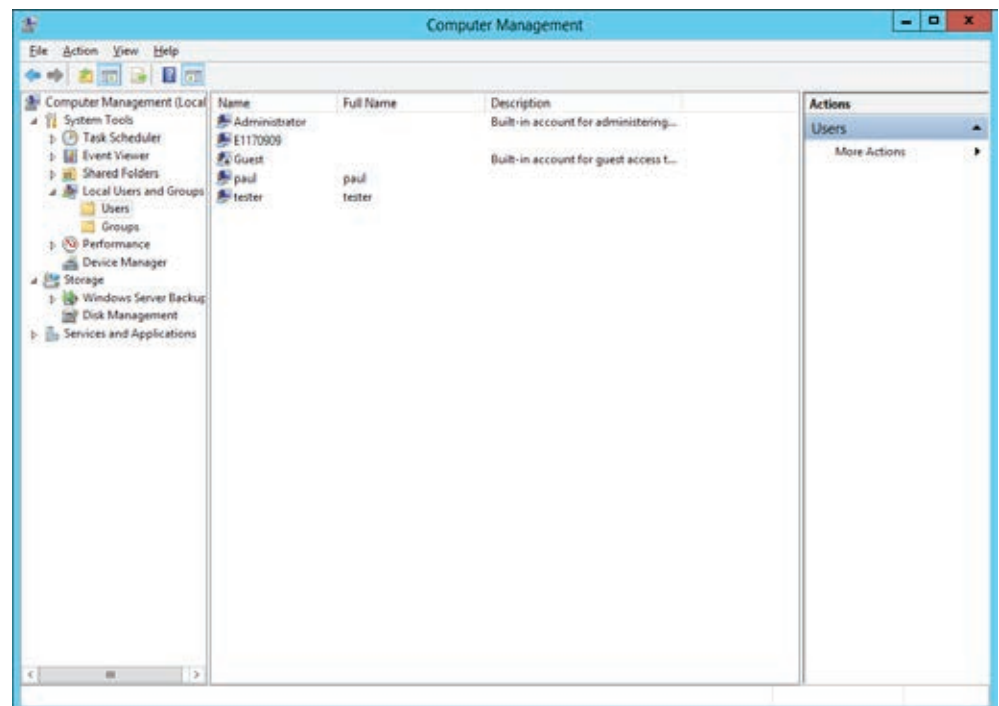 Computer Management
File Action View Help
Computer Management (Local
System Tools
Task Scheduler
Event Viewer
Shared Folders
Local Users and Groups
Users
Groups
Performance
Device Manager
Storage
Windows Server Backup
Disk Management
Services and Applications
Name Full Name Description
Administrator Built-in account for administering...
E1170909
Guest Built-in account for guest access t...
paul paul
tester tester
Actions
Users
More Actions